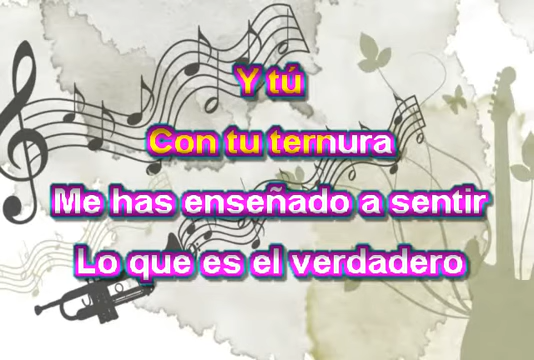 Y tú
Con tu ternura
Me has enseñado a sentir
Lo que es el verdadero